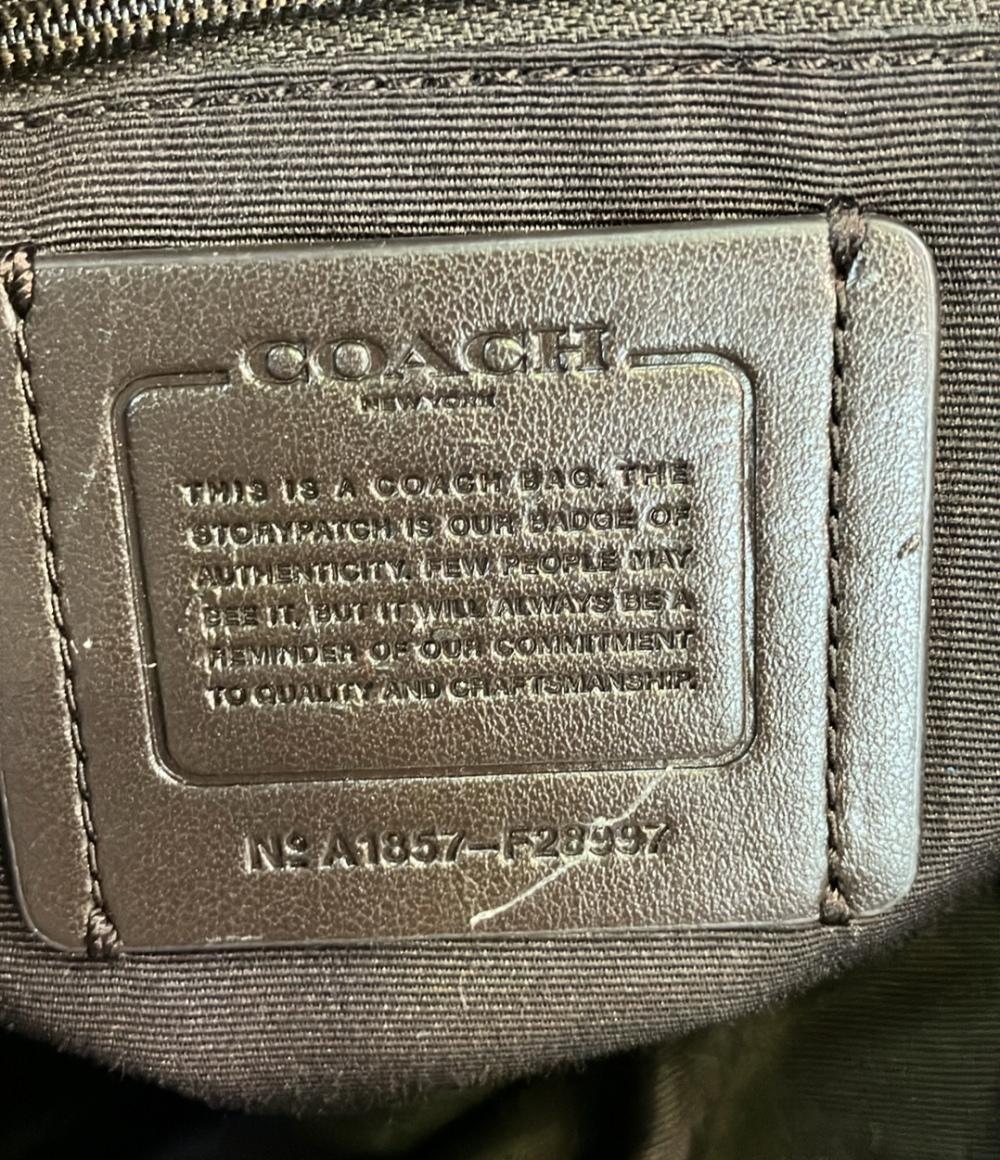 COACH
NEW YORK
THIS IS A COACH BAG. THE
STORYPATCH IS OUR BADGE OF
AUTHENTICITY. FEW PEOPLE MAY
SEE IT, BUT IT WILL ALWAYS BE A
REMINDER OF OUR COMMITMENT
TO QUALITY AND CRAFTSMANSHIP.
Nº A1857-F28997